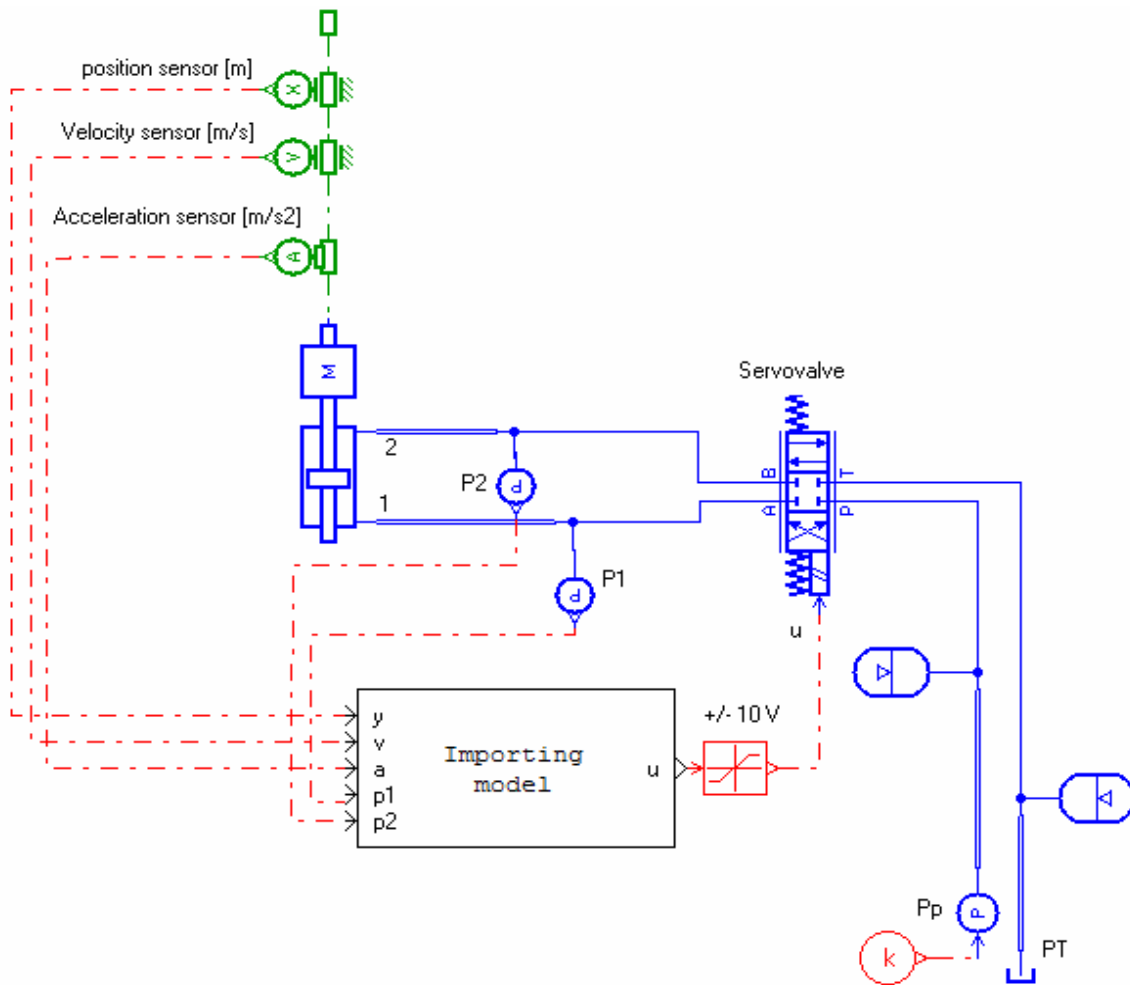 position sensor [m]
X
Velocity sensor [m/s]
V
Acceleration sensor [m/s2]
A
M
Servovalve
2
P2
P
B
T
A
P
1
P1
P
u
+/- 10 V
y
v
a
p1
p2
Importing
model
u
Pp
P
k
PT